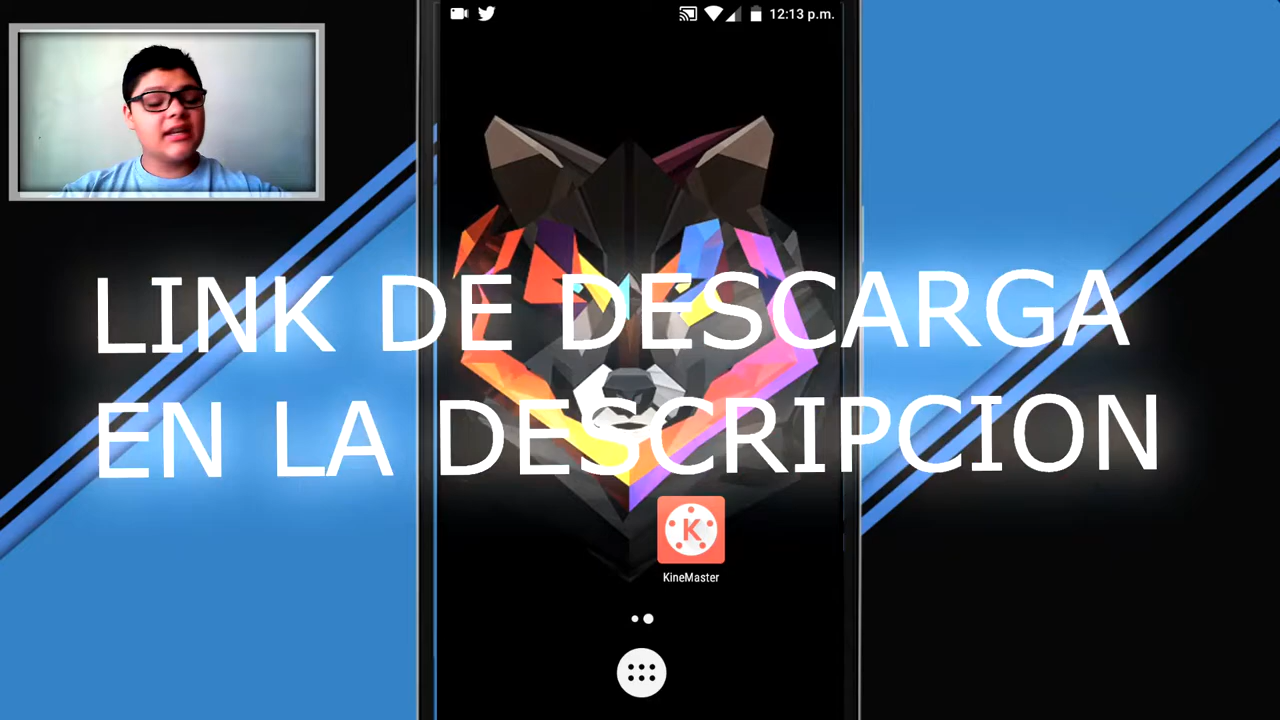 12:13 p.m.
LINK DE DESCARGA
EN LA DESCRIPCION
K
KineMaster